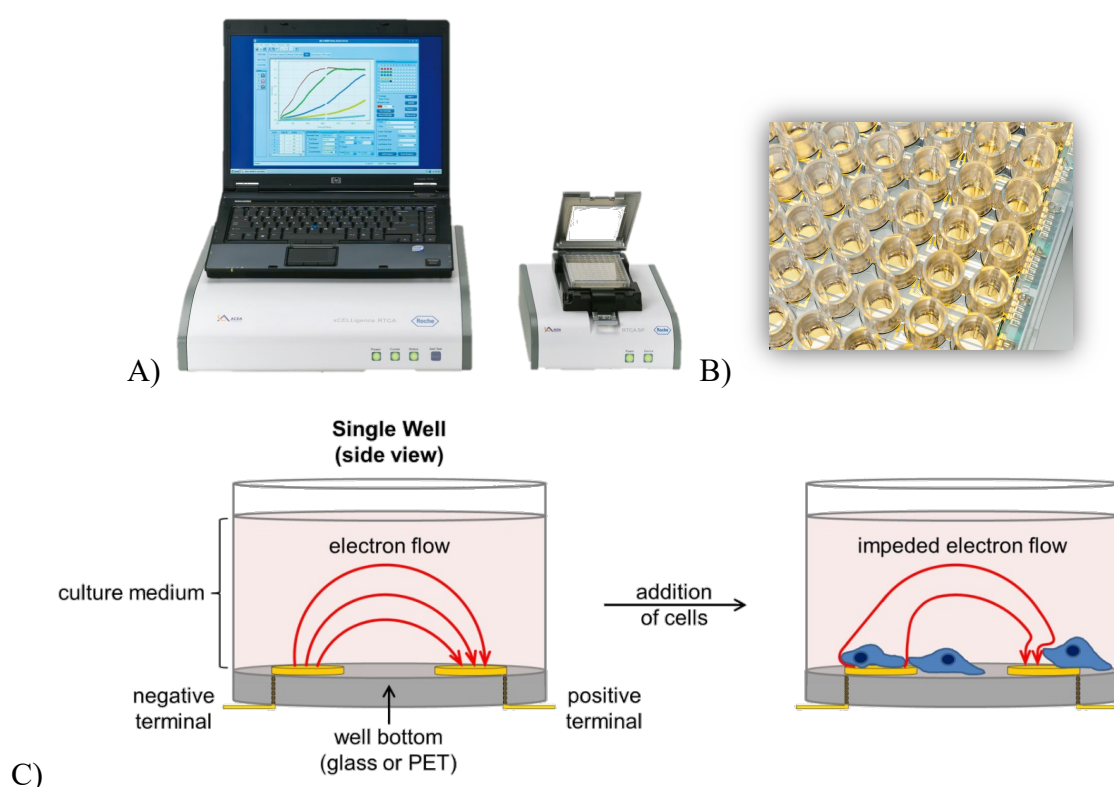 ACEA
xCELLigence RTCA
Roche
Roche
A)
B)
Single Well
(side view)
electron flow
culture medium
negative
terminal
positive
terminal
well bottom
(glass or PET)
addition
of cells
impeded electron flow
C)